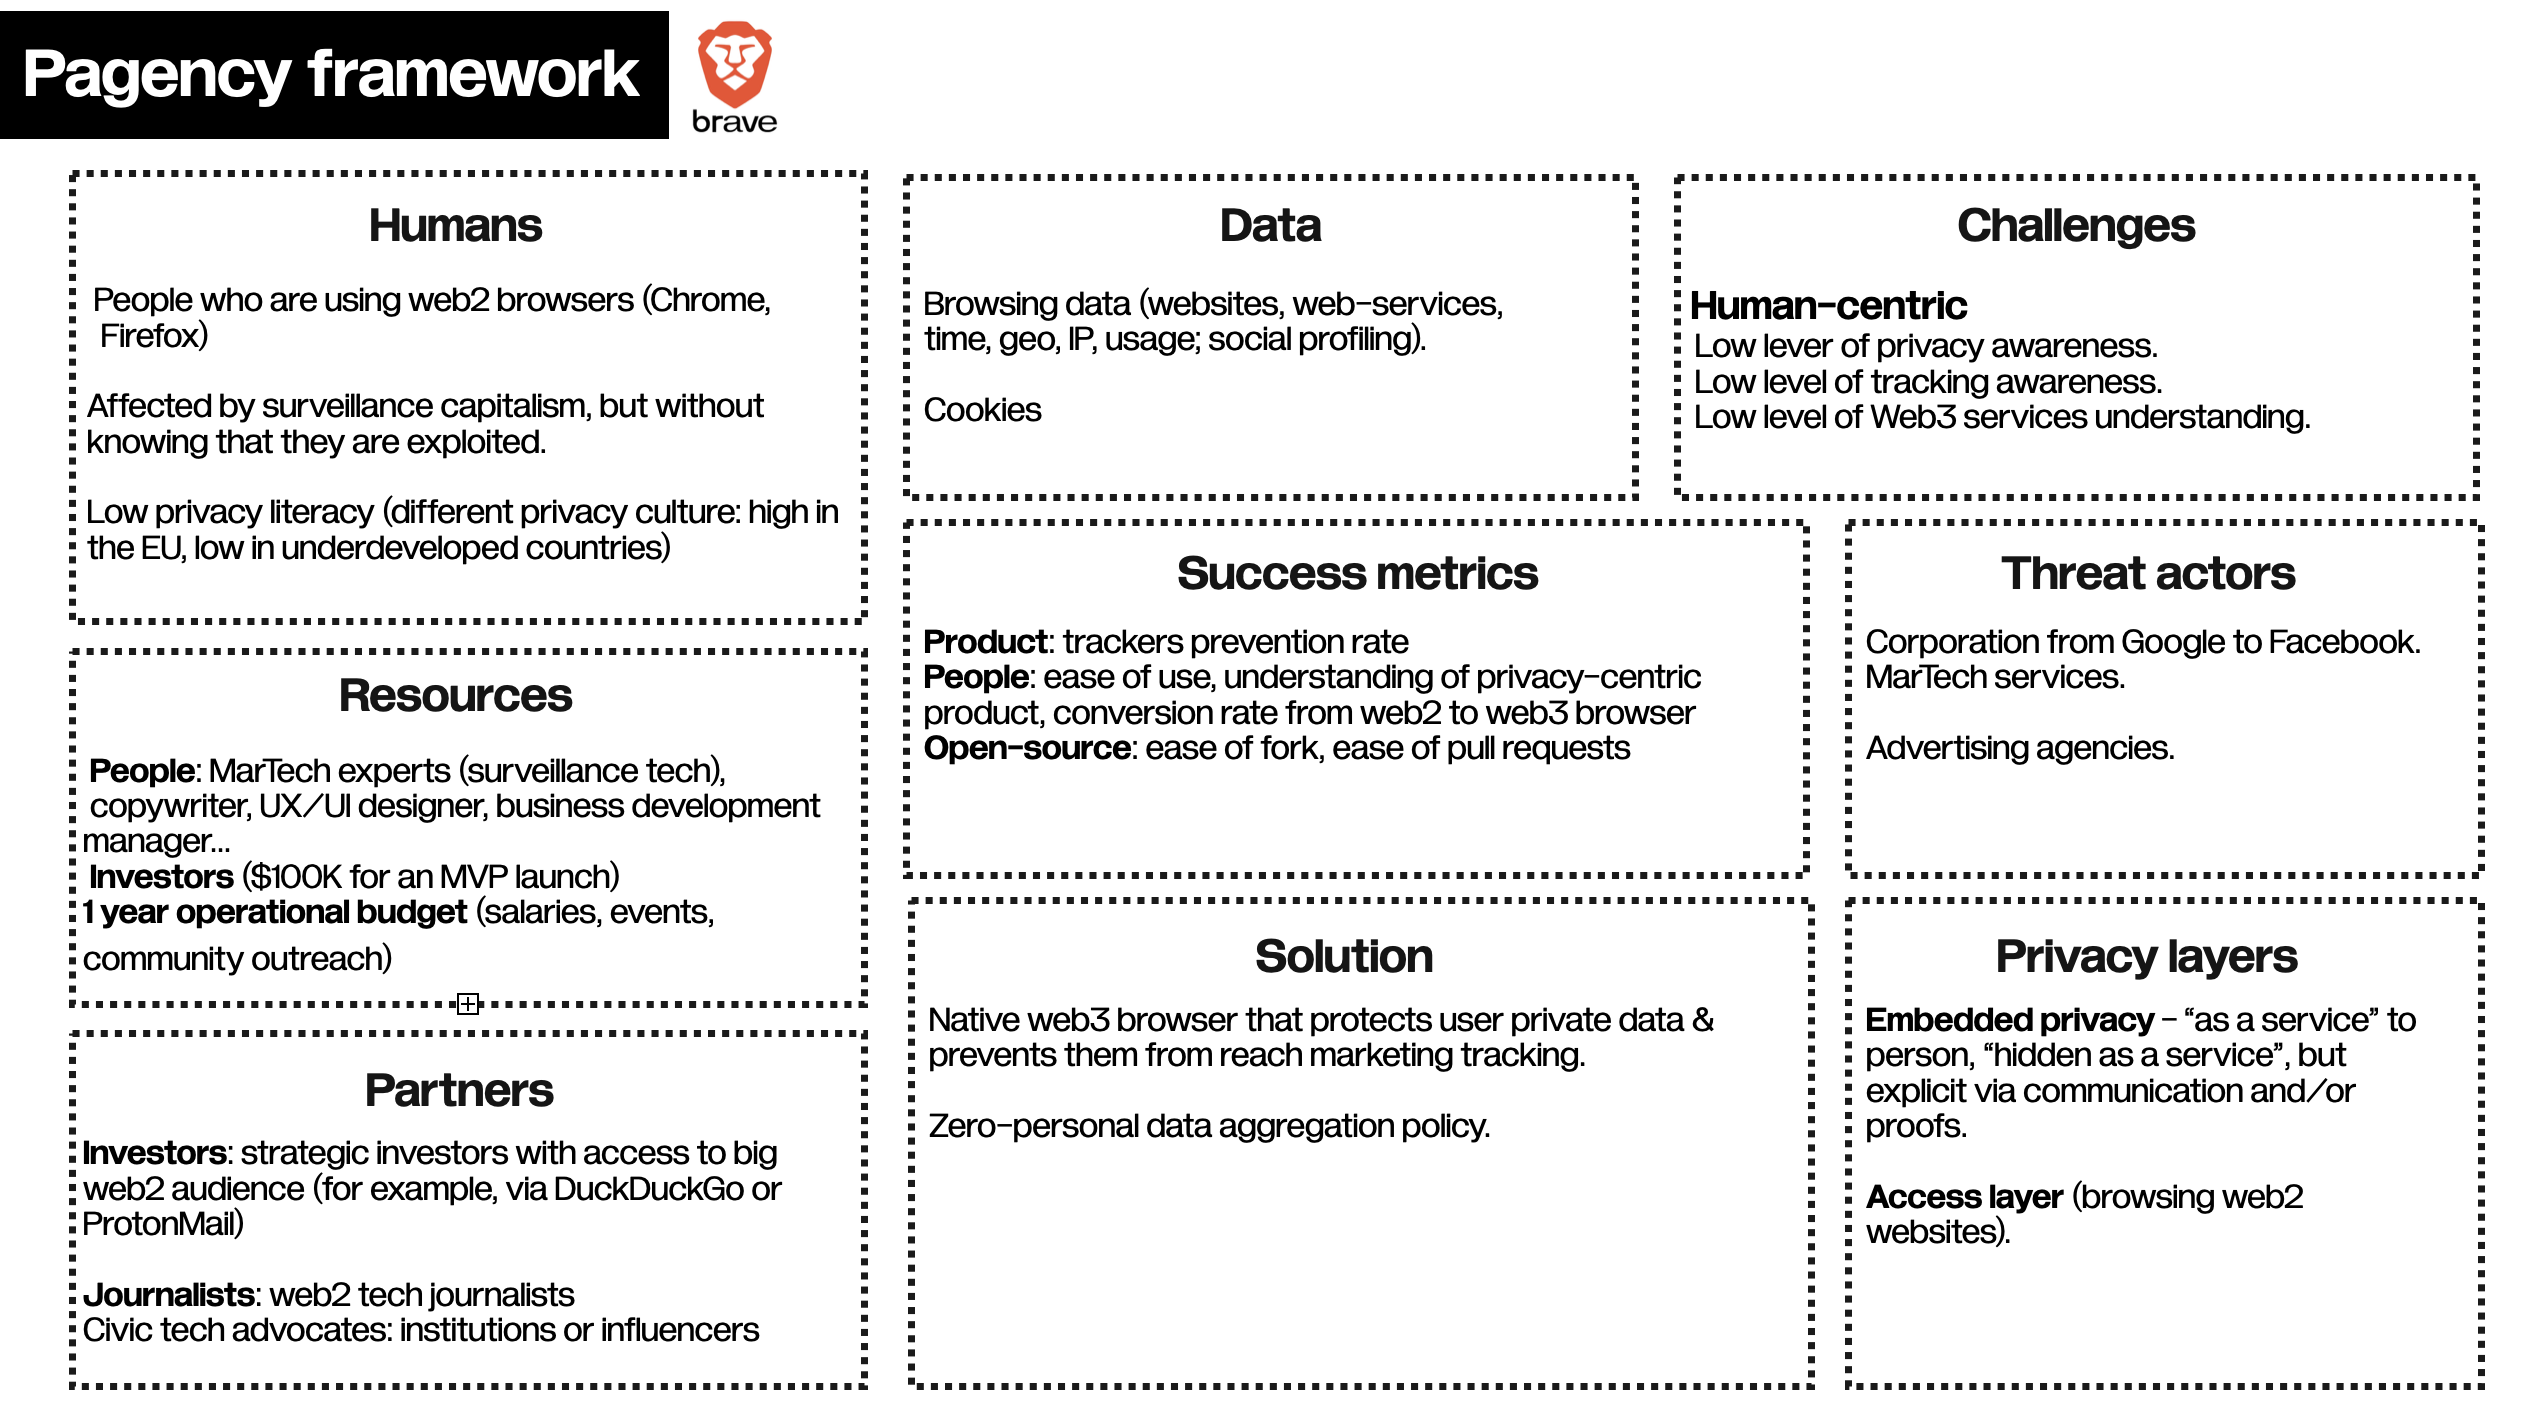 Pagency framework
brave
Humans
People who are using web2 browsers (Chrome,
Firefox)
Affected by surveillance capitalism, but without
knowing that they are exploited.
Low privacy literacy (different privacy culture: high in
the EU, low in underdeveloped countries)
Resources
People: MarTech experts (surveillance tech),
copywriter, UX/UI designer, business development
manager...
Investors ($100K for an MVP launch)
1 year operational budget (salaries, events,
community outreach)
Partners
Investors: strategic investors with access to big
web2 audience (for example, via DuckDuckGo or
ProtonMail)
Journalists: web2 tech journalists
Civic tech advocates: institutions or influencers
Data
Browsing data (websites, web-services,
time, geo, IP, usage; social profiling).
Cookies
Challenges
Human-centric
Low lever of privacy awareness.
Low level of tracking awareness.
Low level of Web3 services understanding.
Success metrics
Product: trackers prevention rate
People: ease of use, understanding of privacy-centric
product, conversion rate from web2 to web3 browser
Open-source: ease of fork, ease of pull requests
Threat actors
Corporation from Google to Facebook.
MarTech services.
Advertising agencies.
Solution
Native web3 browser that protects user private data &
prevents them from reach marketing tracking.
Zero-personal data aggregation policy.
Privacy layers
Embedded privacy - “as a service” to
person, “hidden as a service”, but
explicit via communication and/or
proofs.
Access layer (browsing web2
websites).